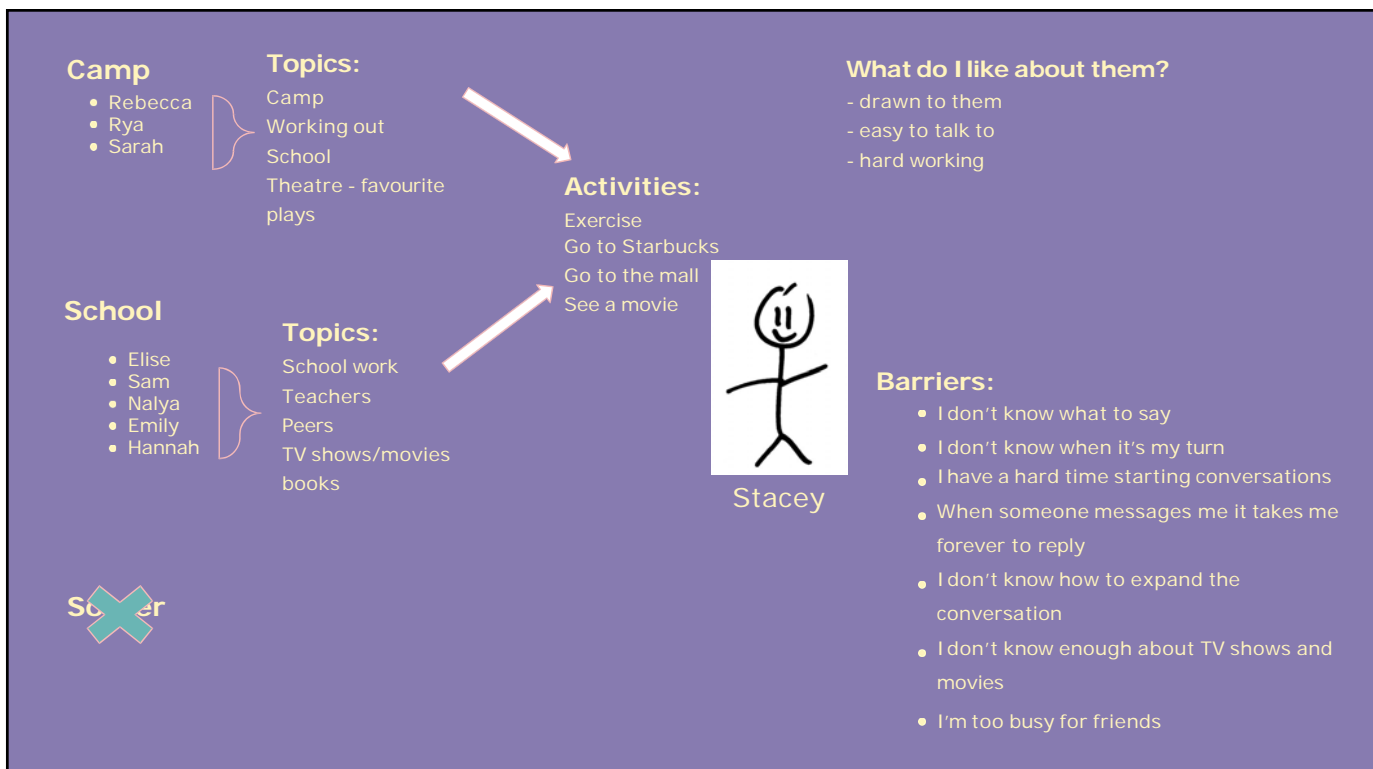 Camp
• Rebecca
• Rya
• Sarah
Topics:
Camp
Working out
School
Theatre - favourite
plays
School
• Elise
• Sam
• Nalya
• Emily
• Hannah
Topics:
School work
Teachers
Peers
TV shows/movies
books
Activities:
Exercise
Go to Starbucks
Go to the mall
See a movie
Stacey
What do I like about them?
- drawn to them
- easy to talk to
- hard working
Barriers:
• I don't know what to say
• I don't know when it's my turn
• I have a hard time starting conversations
• When someone messages me it takes me
forever to reply
• I don't know how to expand the
conversation
• I don't know enough about TV shows and
movies
• I'm too busy for friends